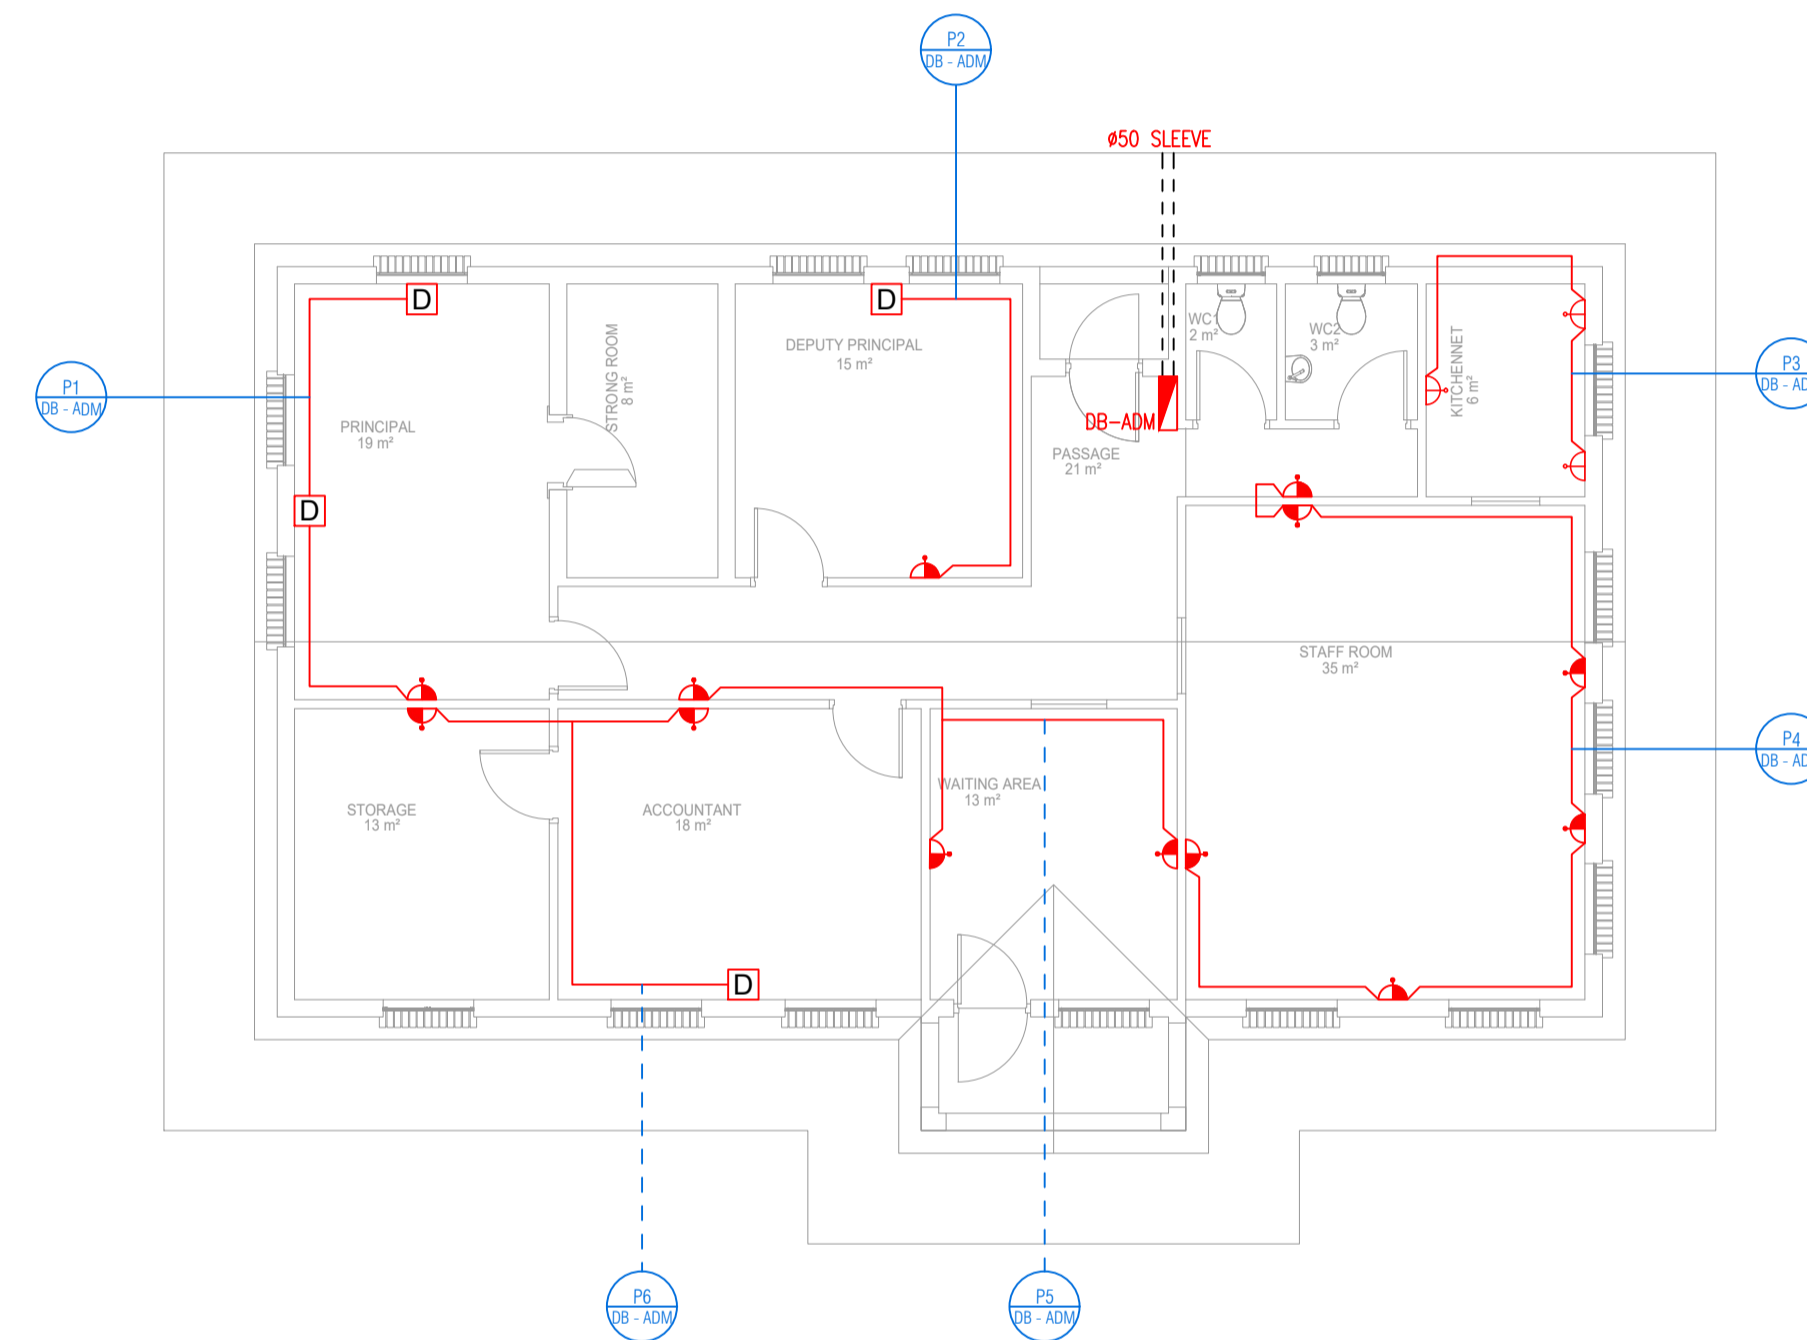 P2
DB - ADM
ø50 SLEEVE
D
D
WC1
2 m²
WC2
3 m²
KITCHENNET
6 m²
STRONG ROOM
8 m²
DEPUTY PRINCIPAL
15 m²
P1
DB - ADM
P3
DB - AD
PRINCIPAL
19 m²
DB-ADM
PASSAGE
21 m²
D
STAFF ROOM
35 m²
P4
DB - AD
STORAGE
13 m²
ACCOUNTANT
18 m²
WAITING AREA
13 m²
D
P6
DB - ADM
P5
DB - ADM